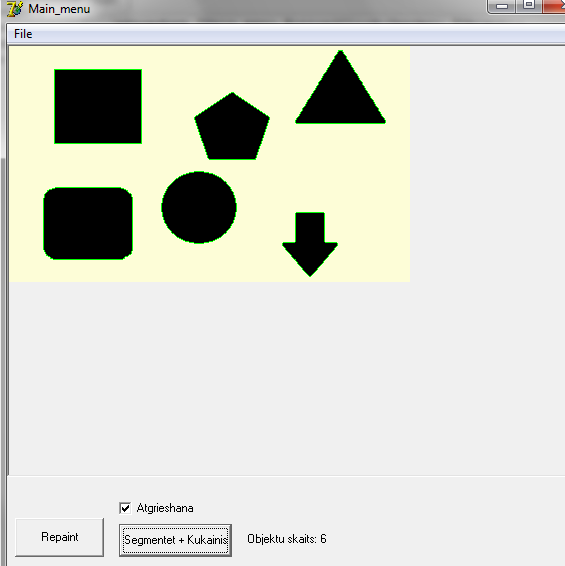 Main_menu
File
Atgrieshana
Repaint
Segmentet + Kukainis
Objektu skaits: 6